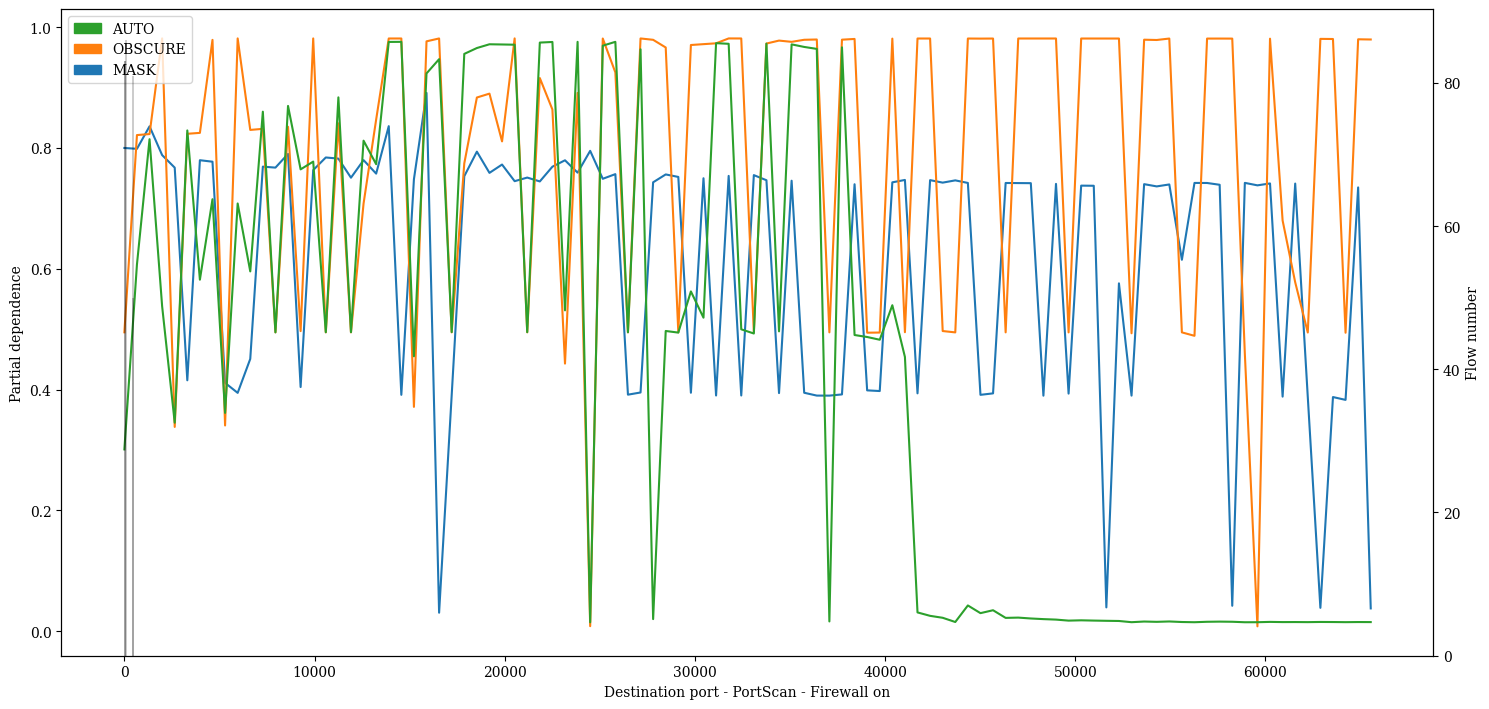 AUTO
OBSCURE
MASK
1.0
0.8
0.6
0.4
0.2
0.0
Partial dependence
80
60
40
20
0
Flow number
0 10000 20000 30000 40000 50000 60000
Destination port - PortScan - Firewall on